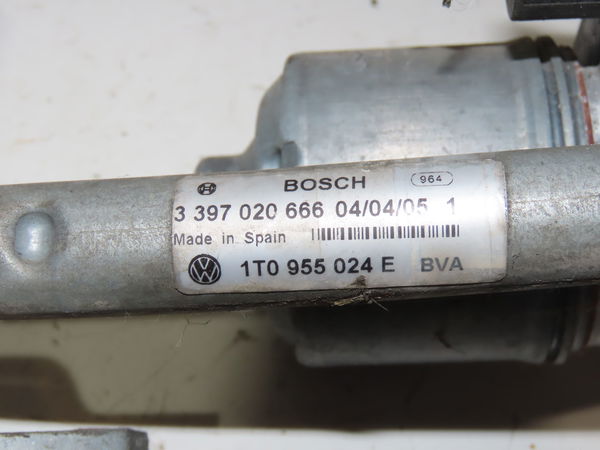 BOSCH 964
3 397 020 666 04/04/05 1
Made in Spain
1T0 955 024 E BVA